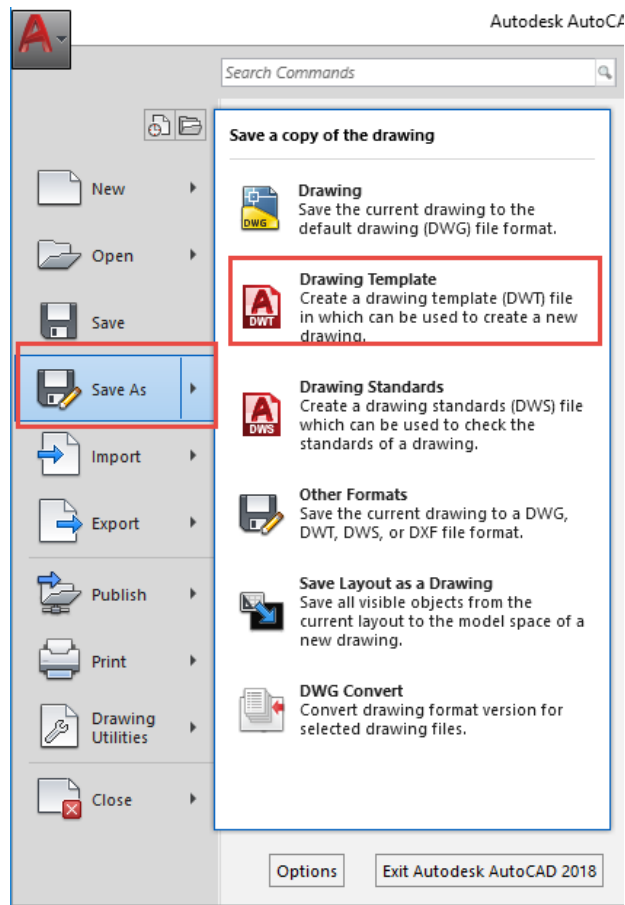 Autodesk AutoCA
Search Commands
Save a copy of the drawing
New
Open
Save
Save As
Import
Export
Publish
Print
Drawing
Utilities
Close
Drawing
Save the current drawing to the
default drawing (DWG) file format.
DWG
Drawing Template
Create a drawing template (DWT) file
in which can be used to create a new
drawing.
DWT
Drawing Standards
Create a drawing standards (DWS) file
which can be used to check the
standards of a drawing.
DWS
Other Formats
Save the current drawing to a DWG,
DWT, DWS, or DXF file format.
Save Layout as a Drawing
Save all visible objects from the
current layout to the model space of a
new drawing.
DWG Convert
Convert drawing format version for
selected drawing files.
Options
Exit Autodesk AutoCAD 2018